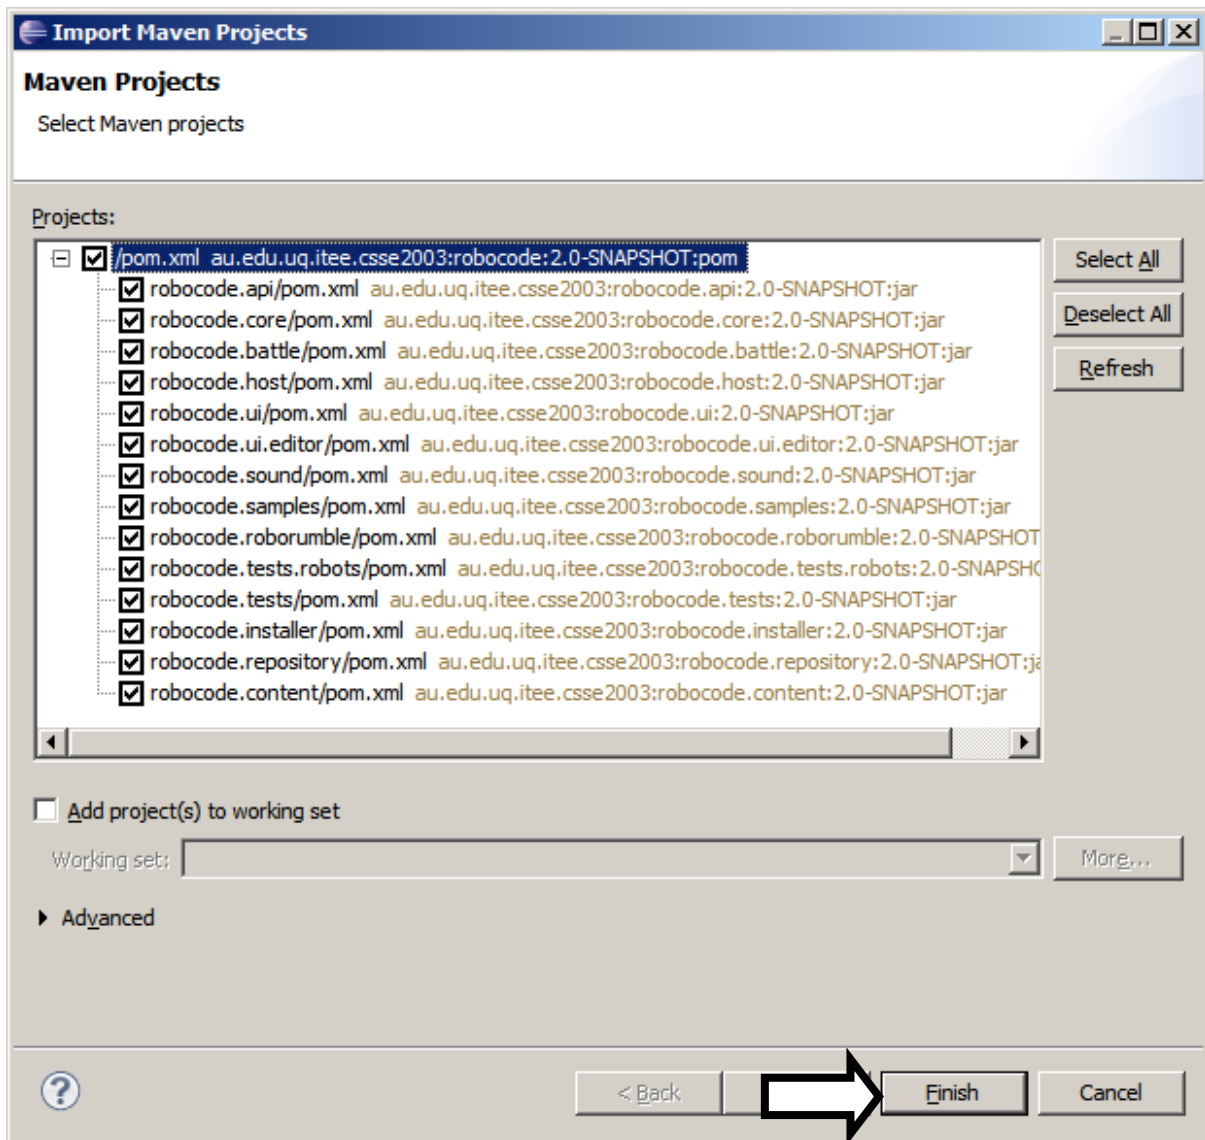 Import Maven Projects
Maven Projects
Select Maven projects
Projects:
/pom.xml au.edu.uq.itee.csse2003:robocode:2.0-SNAPSHOT:pom
robocode.api/pom.xml au.edu.uq.itee.csse2003:robocode.api:2.0-SNAPSHOT:jar
robocode.core/pom.xml au.edu.uq.itee.csse2003:robocode.core:2.0-SNAPSHOT:jar
robocode.battle/pom.xml au.edu.uq.itee.csse2003:robocode.battle:2.0-SNAPSHOT:jar
robocode.host/pom.xml au.edu.uq.itee.csse2003:robocode.host:2.0-SNAPSHOT:jar
robocode.ui/pom.xml au.edu.uq.itee.csse2003:robocode.ui:2.0-SNAPSHOT:jar
robocode.ui.editor/pom.xml au.edu.uq.itee.csse2003:robocode.ui.editor:2.0-SNAPSHOT:jar
robocode.sound/pom.xml au.edu.uq.itee.csse2003:robocode.sound:2.0-SNAPSHOT:jar
robocode.samples/pom.xml au.edu.uq.itee.csse2003:robocode.samples:2.0-SNAPSHOT:jar
robocode.roborumble/pom.xml au.edu.uq.itee.csse2003:robocode.roborumble:2.0-SNAPSHOT
robocode.tests.robots/pom.xml au.edu.uq.itee.csse2003:robocode.tests.robots:2.0-SNAPSHO
robocode.tests/pom.xml au.edu.uq.itee.csse2003:robocode.tests:2.0-SNAPSHOT:jar
robocode.installer/pom.xml au.edu.uq.itee.csse2003:robocode.installer:2.0-SNAPSHOT:jar
robocode.repository/pom.xml au.edu.uq.itee.csse2003:robocode.repository:2.0-SNAPSHOT:ja
robocode.content/pom.xml au.edu.uq.itee.csse2003:robocode.content:2.0-SNAPSHOT:jar
Select All
Deselect All
Refresh
Add project(s) to working set
Working set:
More...
Advanced
?
< Back
Finish
Cancel